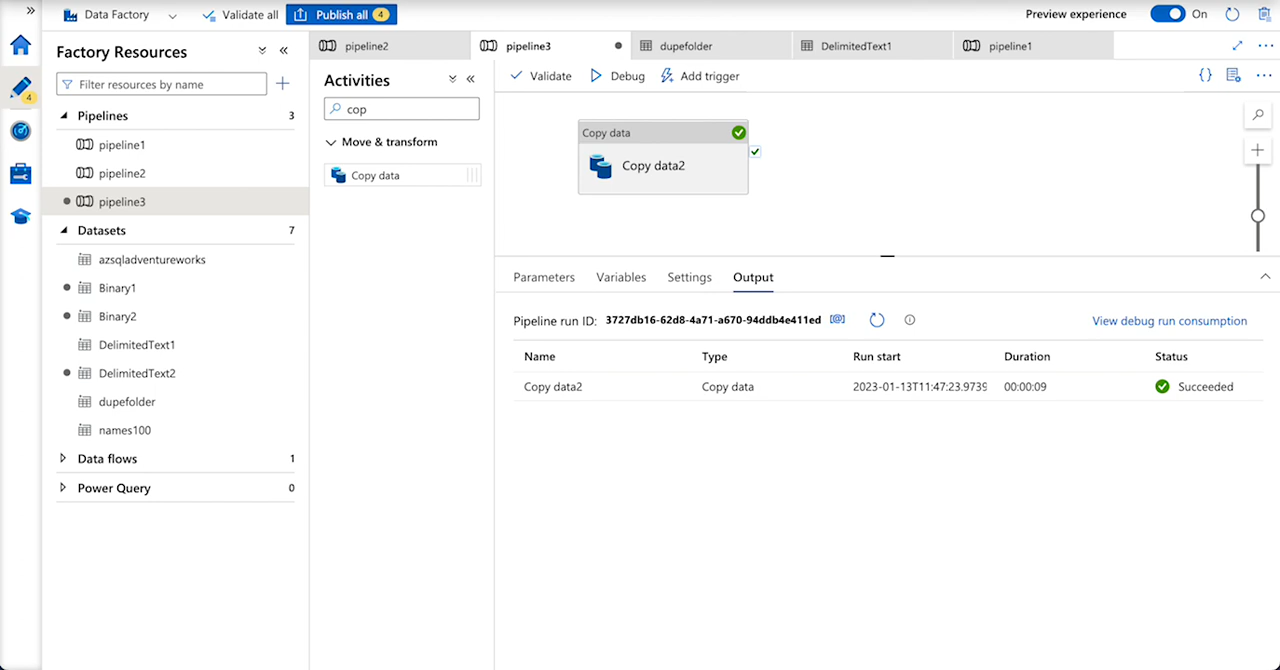 Data Factory
Validate all
Publish all 4
Preview experience
On
4
Factory Resources
Filter resources by name
Pipelines 3
pipeline1
pipeline2
pipeline3
Datasets 7
azsqladventureworks
Binary1
Binary2
DelimitedText1
DelimitedText2
dupefolder
names100
Data flows 1
Power Query 0
pipeline2
pipeline3
dupefolder
DelimitedText1
pipeline1
Activities
cop
Move & transform
Copy data
Validate
Debug
Add trigger
{}
Copy data
Copy data2
Parameters
Variables
Settings
Output
Pipeline run ID: 3727db16-62d8-4a71-a670-94ddb4e411ed
View debug run consumption
Name Type Run start Duration Status
Copy data2 Copy data 2023-01-13T11:47:23.9739 00:00:09 Succeeded